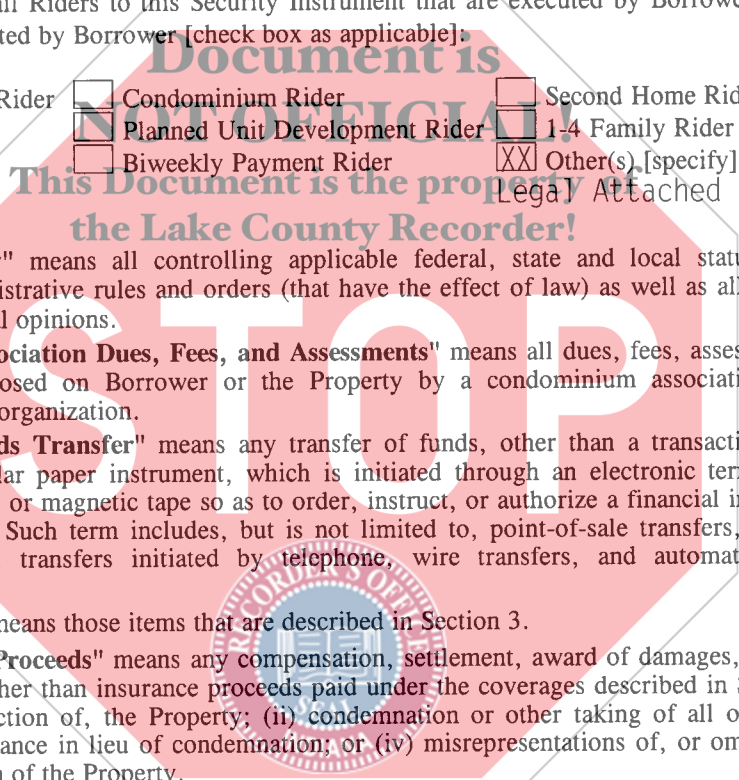 all Riders to this Security Instrument that are executed by Borrowe
ted by Borrower [check box as applicable]:
Document is
Rider Condominium Rider Second Home Rid
NOT OFFICIAL!
Planned Unit Development Rider 1-4 Family Rider
Biweekly Payment Rider XX Other(s) [specify]
This Document is the property of
Legal Attached
the Lake County Recorder!
" means all controlling applicable federal, state and local statu
istrative rules and orders (that have the effect of law) as well as all
l opinions.
ociation Dues, Fees, and Assessments" means all dues, fees, asses
osed on Borrower or the Property by a condominium associati
organization.
STOP
ds Transfer" means any transfer of funds, other than a transacti
lar paper instrument, which is initiated through an electronic ter
or magnetic tape so as to order, instruct, or authorize a financial i
Such term includes, but is not limited to, point-of-sale transfers,
transfers initiated by telephone, wire transfers, and automat
RECORDER'S OFFICE
means those items that are described in Section 3.
Proceeds" means any compensation, settlement, award of damages,
her than insurance proceeds paid under the coverages described in S
SEAL
ction of, the Property; (ii) condemnation or other taking of all o
INDIANA
ance in lieu of condemnation; or (iv) misrepresentations of, or om
n of the Property.